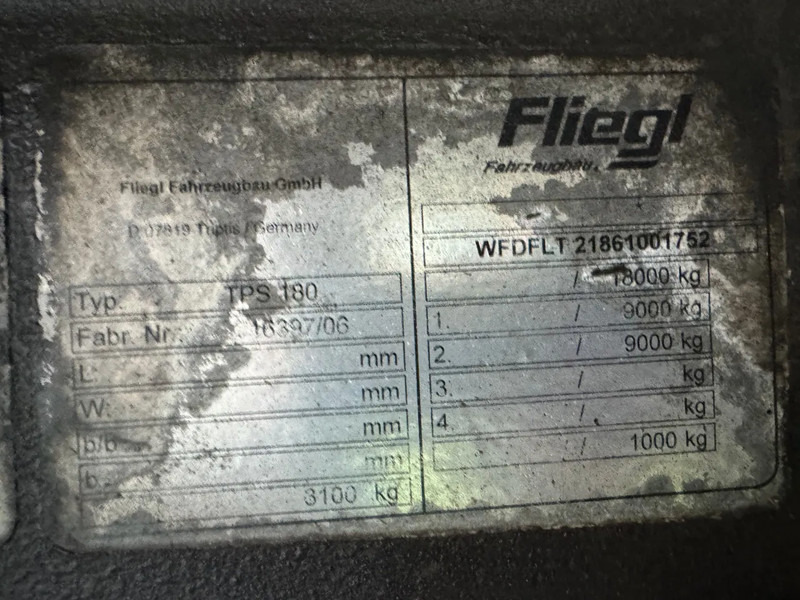 Fliegl Fahrzeugbau GmbH
D-07819 Triptis / Germany
Typ. TPS 180
Fabr. Nr.: 16397/06
L: mm
W: mm
b/b mm
b mm
3100 kg
Fliegl
Fahrzeugbau
WFDFLT 21861001752
/ 18000 kg
1. / 9000 kg
2. / 9000 kg
3. / kg
4. / kg
/ 1000 kg